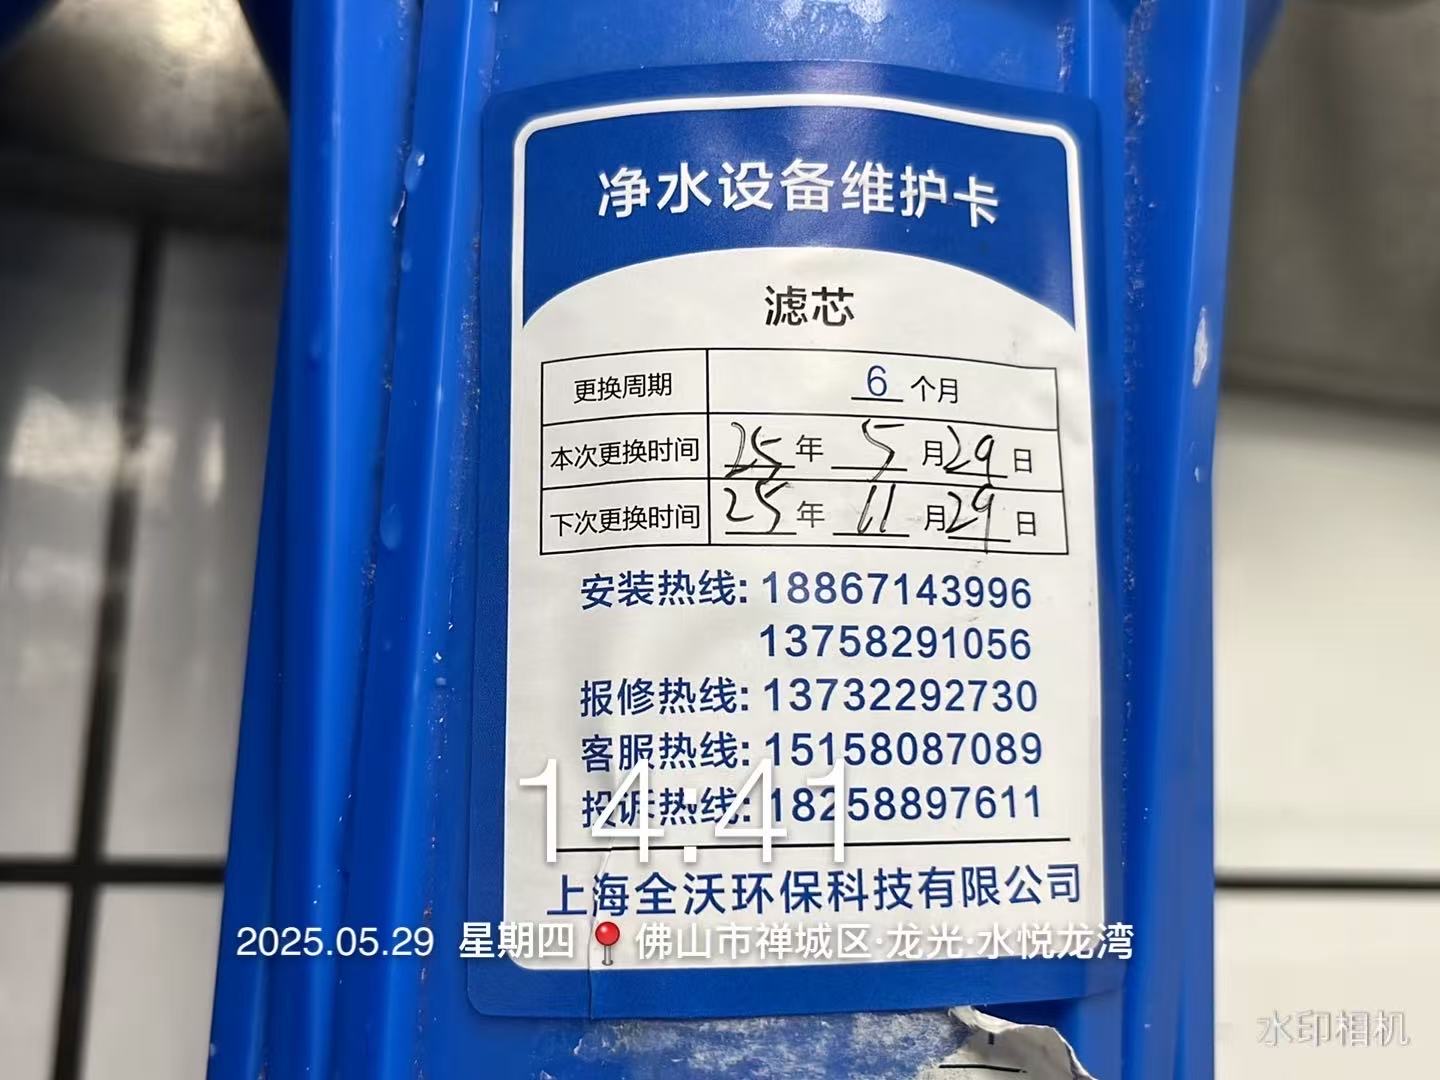 净水设备维护卡
滤芯
更换周期 6 个月
本次更换时间 25 年 5 月 29 日
下次更换时间 25 年 11 月 29 日
安装热线: 18867143996
13758291056
报修热线: 13732292730
客服热线: 15158087089
投诉热线: 18258897611
14:41
上海全沃环保科技有限公司
2025.05.29 星期四 📍 佛山市禅城区·龙光·水悦龙湾
水印相机